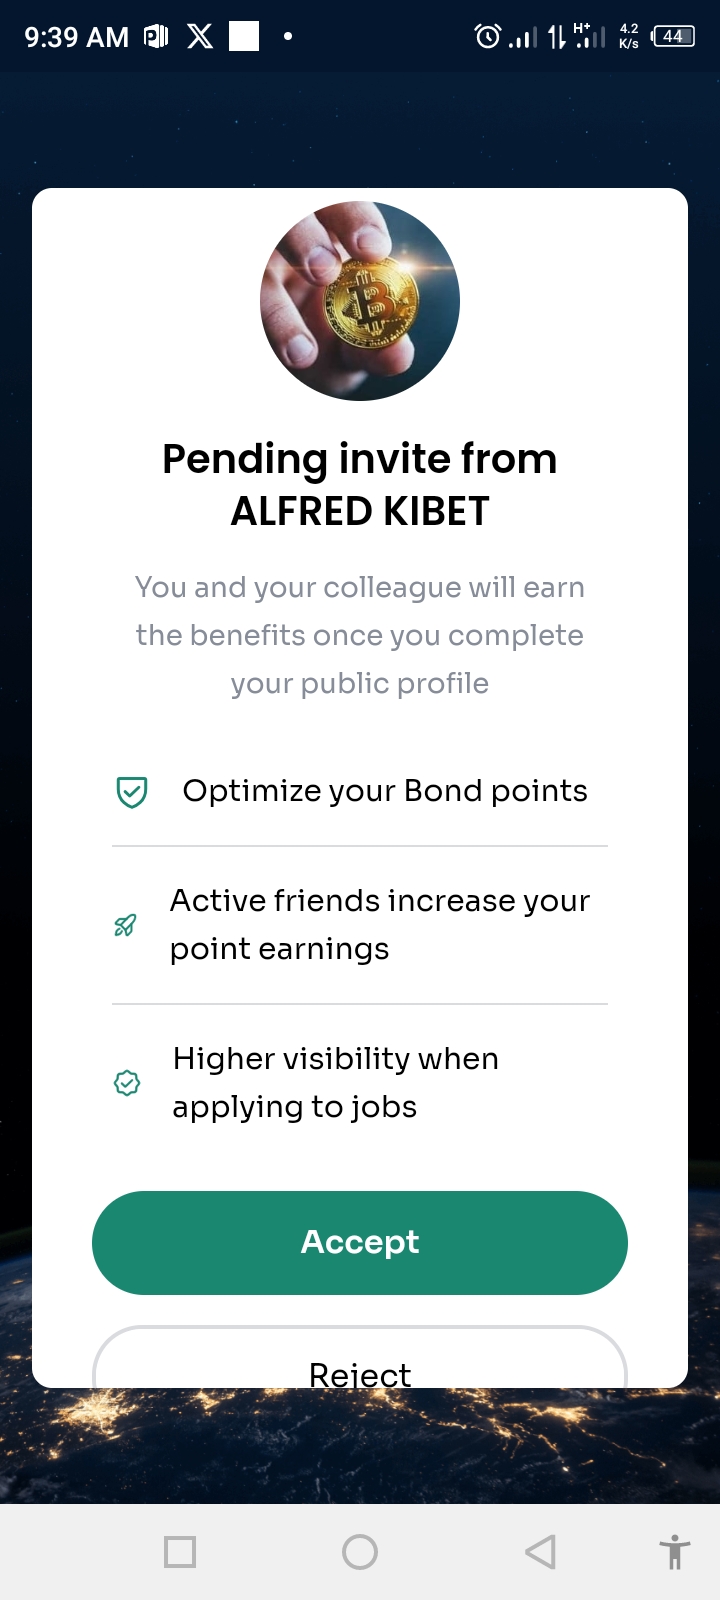 9:39 AM
H+
4.2
K/s
44
B
Pending invite from
ALFRED KIBET
You and your colleague will earn
the benefits once you complete
your public profile
Optimize your Bond points
Active friends increase your
point earnings
Higher visibility when
applying to jobs
Accept
Reject